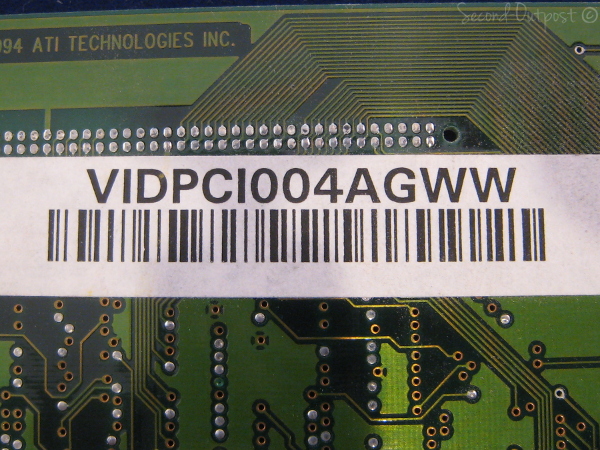 Second Outpost ©
994 ATI TECHNOLOGIES INC.
VIDPCI004AGWW